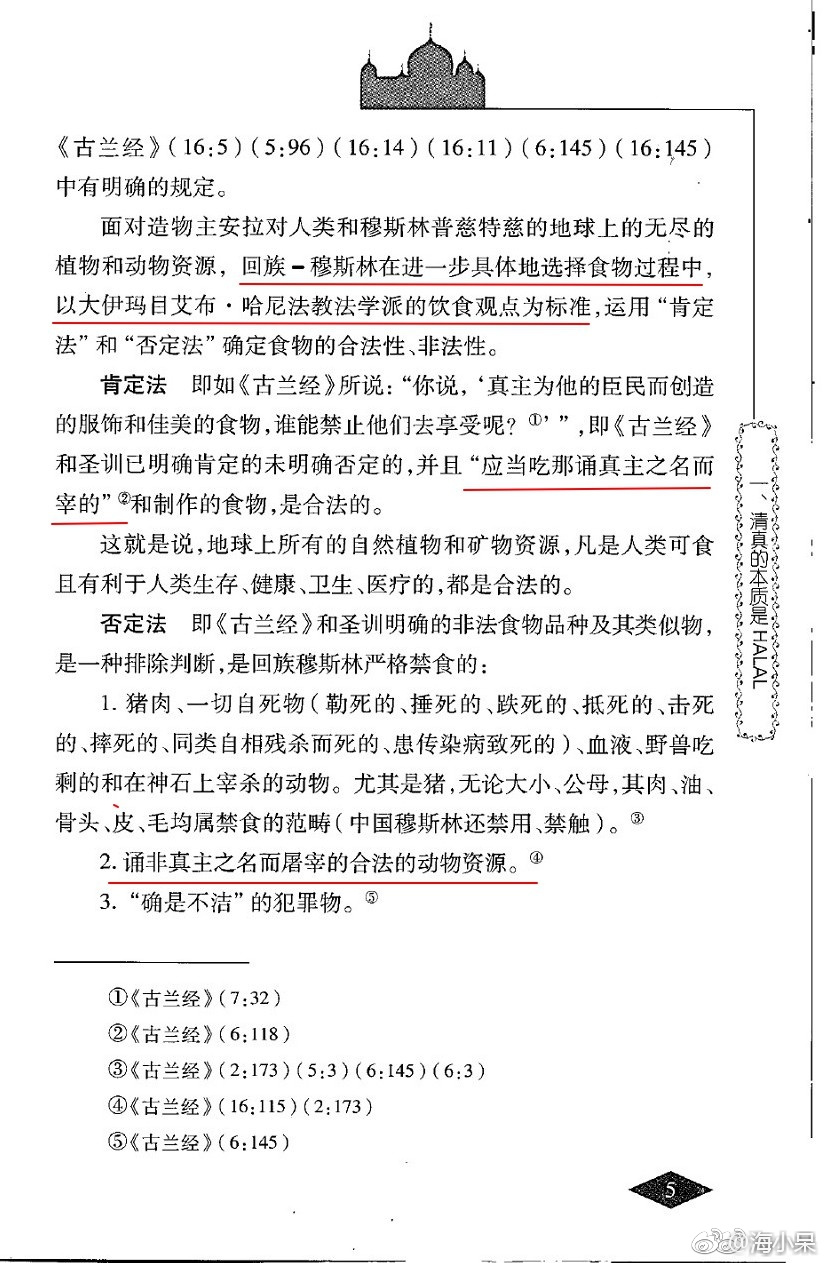 《古兰经》(16:5)(5:96)(16:14)(16:11)(6:145)(16:145)
中有明确的规定。
面对造物主安拉对人类和穆斯林普慈特慈的地球上的无尽的
植物和动物资源,回族-穆斯林在进一步具体地选择食物过程中,
以大伊玛目艾布·哈尼法教法学派的饮食观点为标准,运用“肯定
法”和“否定法”确定食物的合法性、非法性。
肯定法 即如《古兰经》所说:“你说,‘真主为他的臣民而创造
的服饰和佳美的食物,谁能禁止他们去享受呢?①’”,即《古兰经》
和圣训已明确肯定的未明确否定的,并且“应当吃那诵真主之名而
宰的”②和制作的食物,是合法的。
这就是说,地球上所有的自然植物和矿物资源,凡是人类可食
且有利于人类生存、健康、卫生、医疗的,都是合法的。
否定法 即《古兰经》和圣训明确的非法食物品种及其类似物,
是一种排除判断,是回族穆斯林严格禁食的:
1. 猪肉、一切自死物(勒死的、捶死的、跌死的、抵死的、击死
的、摔死的、同类自相残杀而死的、患传染病致死的)、血液、野兽吃
剩的和在神石上宰杀的动物。尤其是猪,无论大小、公母,其肉、油、
骨头、皮、毛均属禁食的范畴(中国穆斯林还禁用、禁触)。③
2. 诵非真主之名而屠宰的合法的动物资源。④
3. “确是不洁”的犯罪物。⑤
①《古兰经》(7:32)
②《古兰经》(6:118)
③《古兰经》(2:173)(5:3)(6:145)(6:3)
④《古兰经》(16:115)(2:173)
⑤《古兰经》(6:145)
一、清真的本质是 HALAL
5
@海小呆